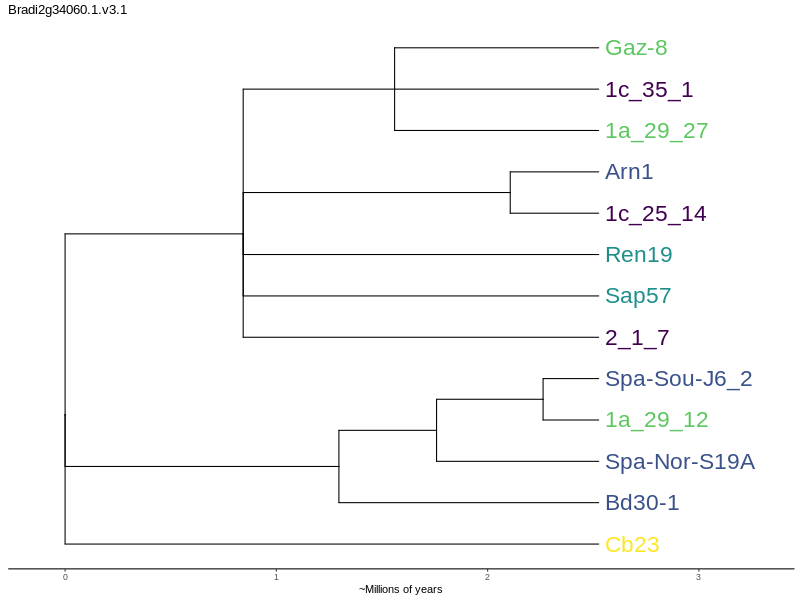 Bradi2g34060.1.v3.1
Gaz-8
1c_35_1
1a_29_27
Arn1
1c_25_14
Ren19
Sap57
2_1_7
Spa-Sou-J6_2
1a_29_12
Spa-Nor-S19A
Bd30-1
Cb23
0 1 2 3
~Millions of years